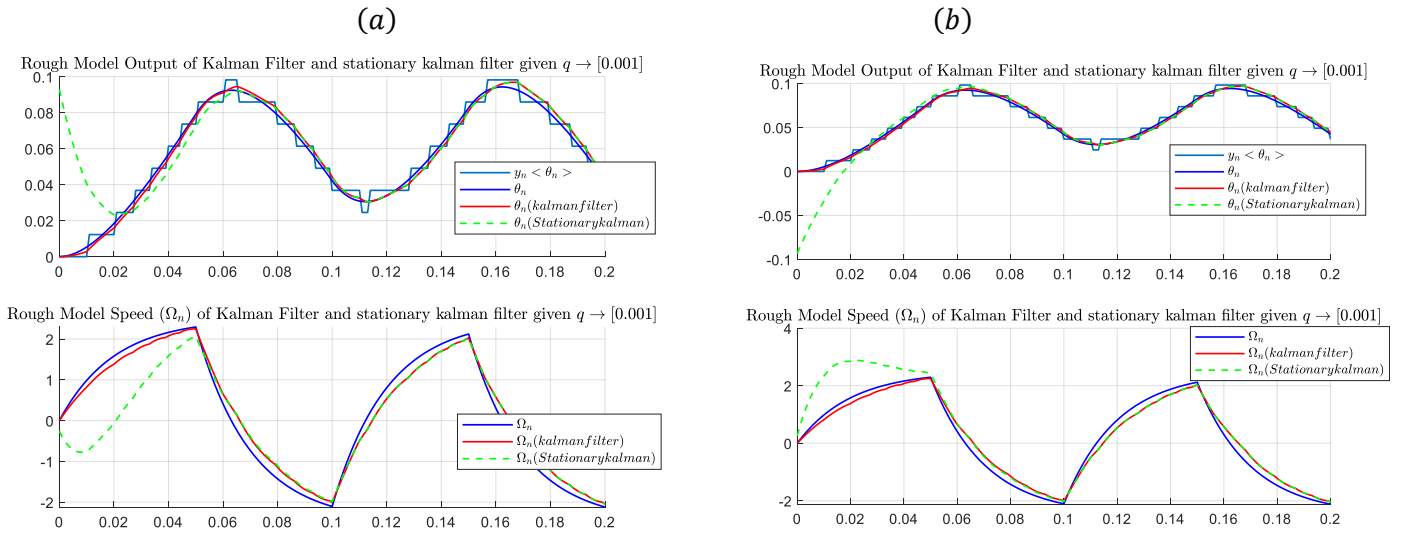 (a)
Rough Model Output of Kalman Filter and stationary kalman filter given q → [0.001]
0.1
0.08
0.06
0.04
0.02
0
y_n < θ_n >
θ_n
θ_n(kalmanfilter)
θ_n(Stationarykalman)
0 0.02 0.04 0.06 0.08 0.1 0.12 0.14 0.16 0.18 0.2
Rough Model Speed (Ω_n) of Kalman Filter and stationary kalman filter given q → [0.001]
2
1
0
-1
-2
Ω_n
Ω_n(kalmanfilter)
Ω_n(Stationarykalman)
0 0.02 0.04 0.06 0.08 0.1 0.12 0.14 0.16 0.18 0.2
(b)
Rough Model Output of Kalman Filter and stationary kalman filter given q → [0.001]
0.1
0.05
0
-0.05
-0.1
y_n < θ_n >
θ_n
θ_n(kalmanfilter)
θ_n(Stationarykalman)
0 0.02 0.04 0.06 0.08 0.1 0.12 0.14 0.16 0.18 0.2
Rough Model Speed (Ω_n) of Kalman Filter and stationary kalman filter given q → [0.001]
4
2
0
-2
Ω_n
Ω_n(kalmanfilter)
Ω_n(Stationarykalman)
0 0.02 0.04 0.06 0.08 0.1 0.12 0.14 0.16 0.18 0.2